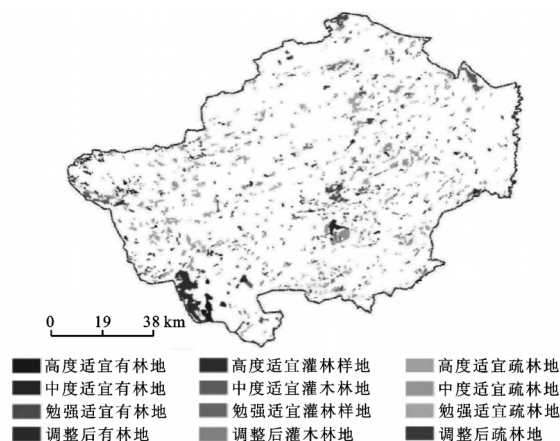 0 19 38 km
高度适宜有林地 高度适宜灌林样地 高度适宜疏林地
中度适宜有林地 中度适宜灌木林地 中度适宜疏林地
勉强适宜有林地 勉强适宜灌林样地 勉强适宜疏林地
调整后有林地 调整后灌木林地 调整后疏林地